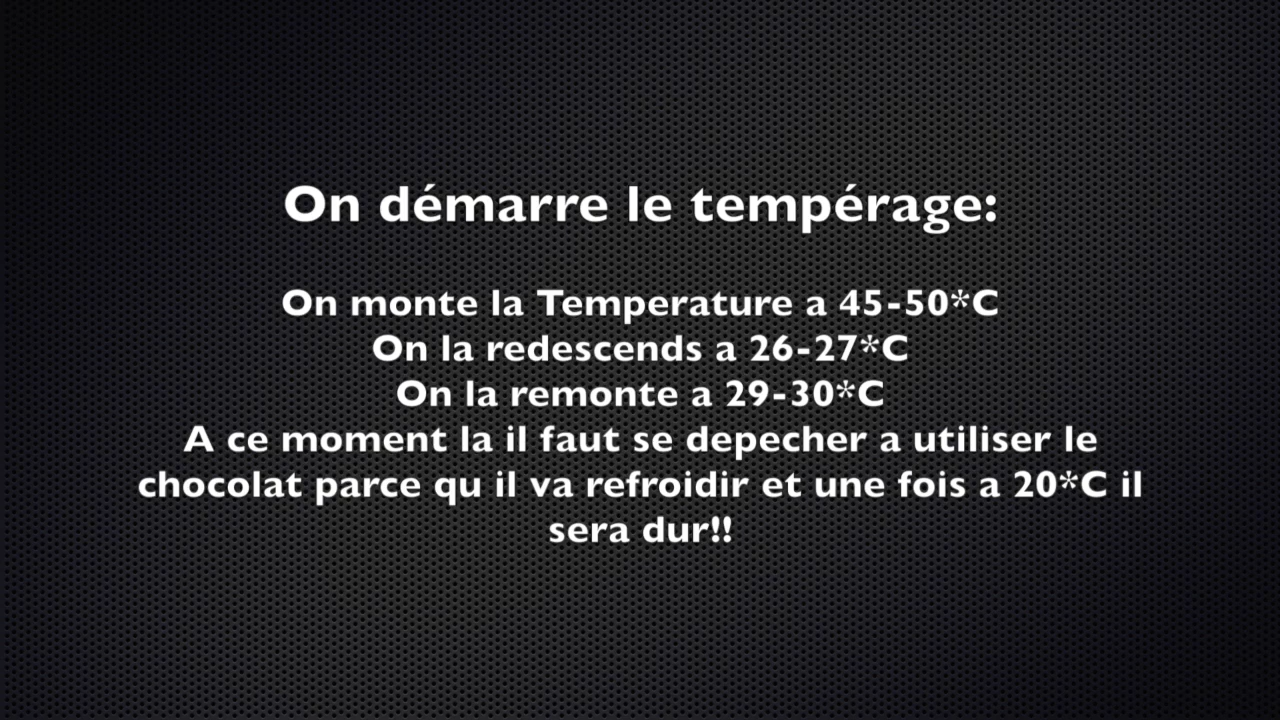 On démarre le tempérage:
On monte la Temperature a 45-50*C
On la redescends a 26-27*C
On la remonte a 29-30*C
A ce moment la il faut se depecher a utiliser le
chocolat parce qu il va refroidir et une fois a 20*C il
sera dur!!